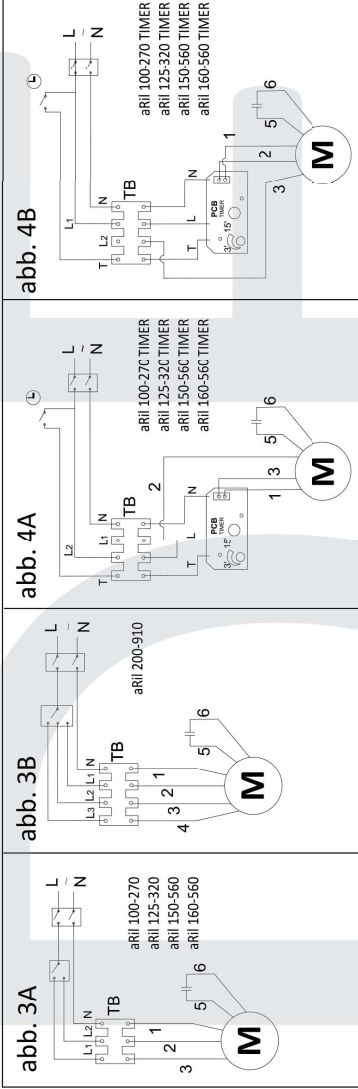 abb. 3A
L
~
N
L1 L2 N
TB
aRil 100-270
aRil 125-320
aRil 150-560
aRil 160-560
3 2 1
5 6
M
abb. 3B
L
~
N
L3 L2 L1 N
TB
aRil 200-910
4 3 2 1
5 6
M
abb. 4A
L
~
N
L2
T L1 N
TB
2
aRil 100-27C TIMER
aRil 125-32C TIMER
aRil 150-56C TIMER
aRil 160-56C TIMER
T L N
PCB
TIMER
3' 15'
1 3
5 6
M
abb. 4B
L
~
N
L1
T L2 N
TB
aRil 100-270 TIMER
aRil 125-320 TIMER
aRil 150-560 TIMER
aRil 160-560 TIMER
T L N
PCB
TIMER
3' 15'
3 2 1
5 6
M